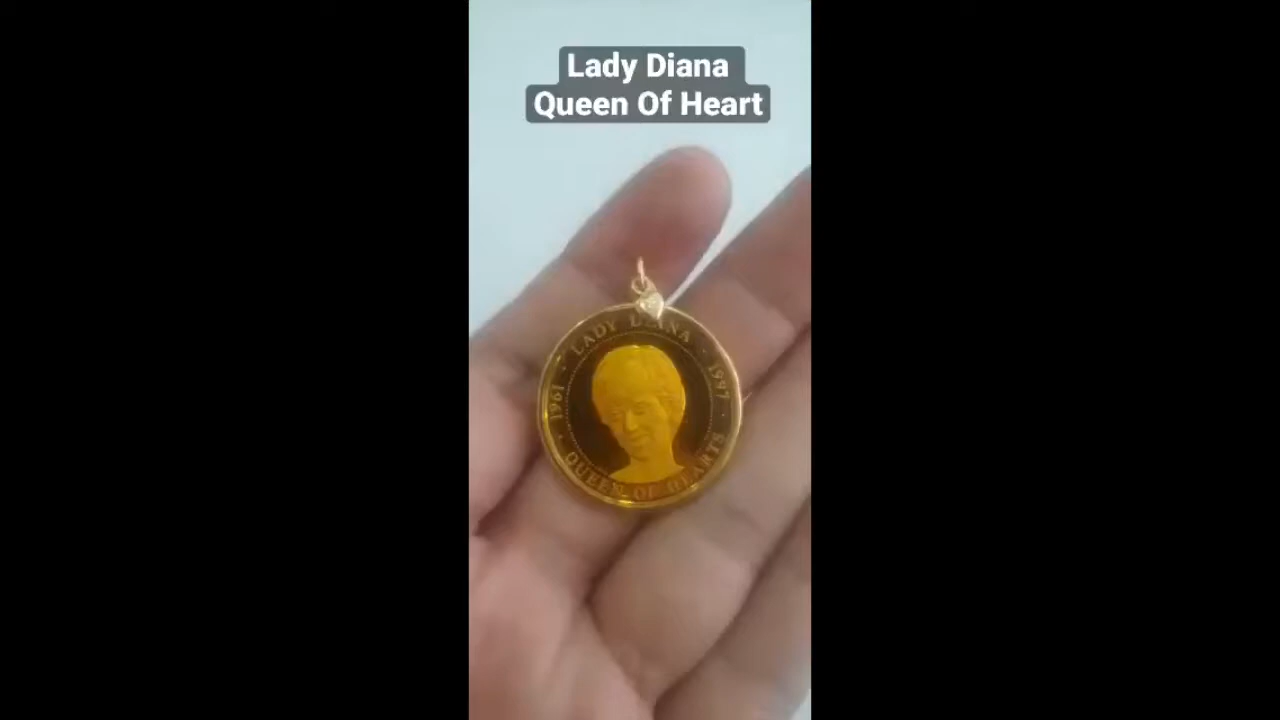 Lady Diana
Queen Of Heart
LADY DIANA
1961
1997
QUEEN OF HEARTS